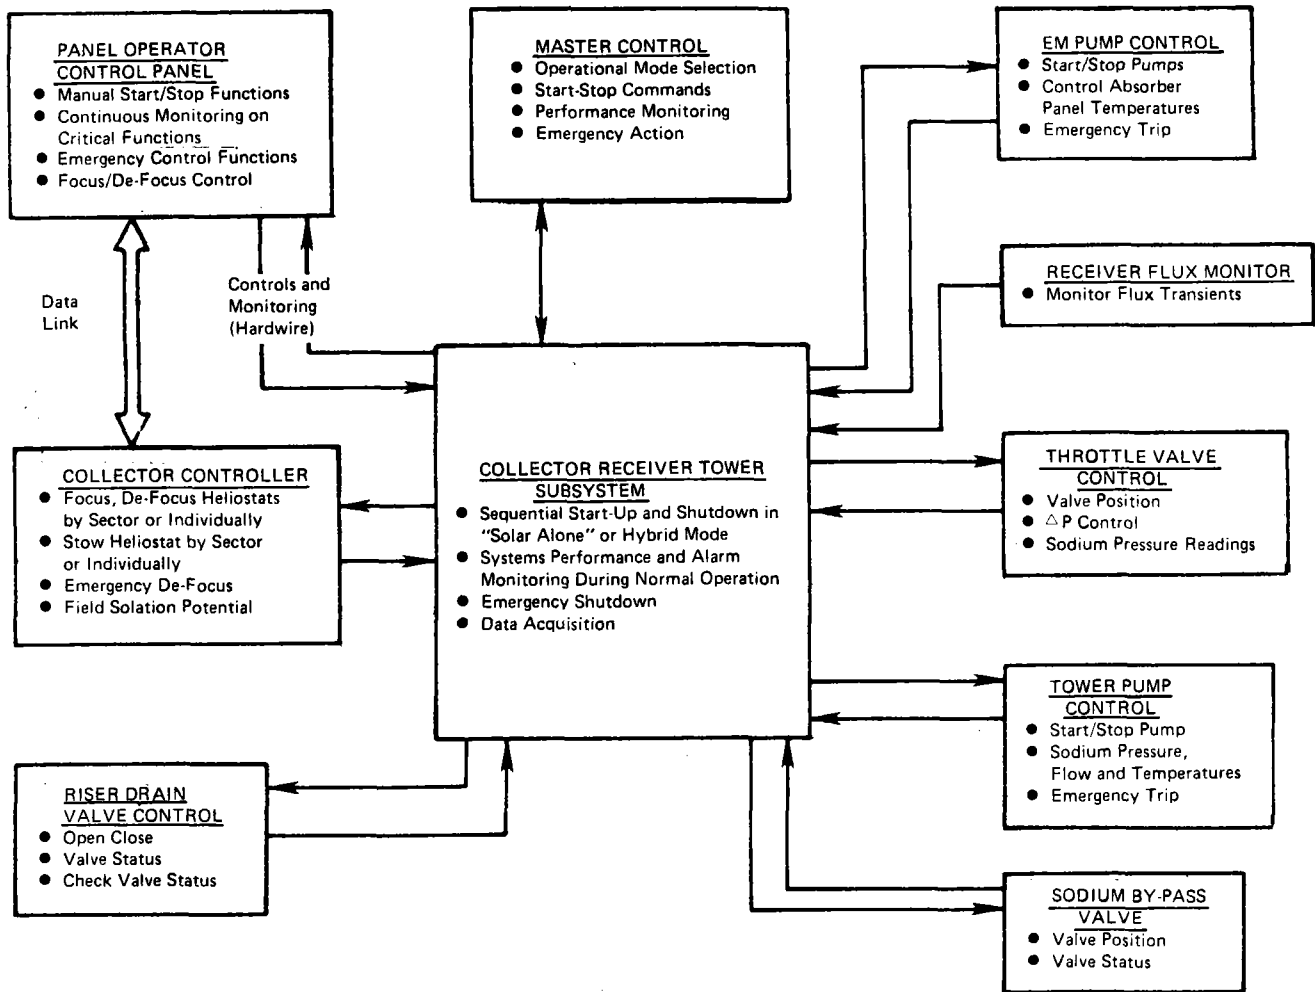 PANEL OPERATOR
CONTROL PANEL
● Manual Start/Stop Functions
● Continuous Monitoring on
Critical Functions
● Emergency Control Functions
● Focus/De-Focus Control
MASTER CONTROL
● Operational Mode Selection
● Start-Stop Commands
● Performance Monitoring
● Emergency Action
EM PUMP CONTROL
● Start/Stop Pumps
● Control Absorber
Panel Temperatures
● Emergency Trip
Data
Link
Controls and
Monitoring
(Hardwire)
RECEIVER FLUX MONITOR
● Monitor Flux Transients
COLLECTOR CONTROLLER
● Focus, De-Focus Heliostats
by Sector or Individually
● Stow Heliostat by Sector
or Individually
● Emergency De-Focus
● Field Solation Potential
COLLECTOR RECEIVER TOWER
SUBSYSTEM
● Sequential Start-Up and Shutdown in
"Solar Alone" or Hybrid Mode
● Systems Performance and Alarm
Monitoring During Normal Operation
● Emergency Shutdown
● Data Acquisition
THROTTLE VALVE
CONTROL
● Valve Position
● △P Control
● Sodium Pressure Readings
TOWER PUMP
CONTROL
● Start/Stop Pump
● Sodium Pressure,
Flow and Temperatures
● Emergency Trip
RISER DRAIN
VALVE CONTROL
● Open Close
● Valve Status
● Check Valve Status
SODIUM BY-PASS
VALVE
● Valve Position
● Valve Status